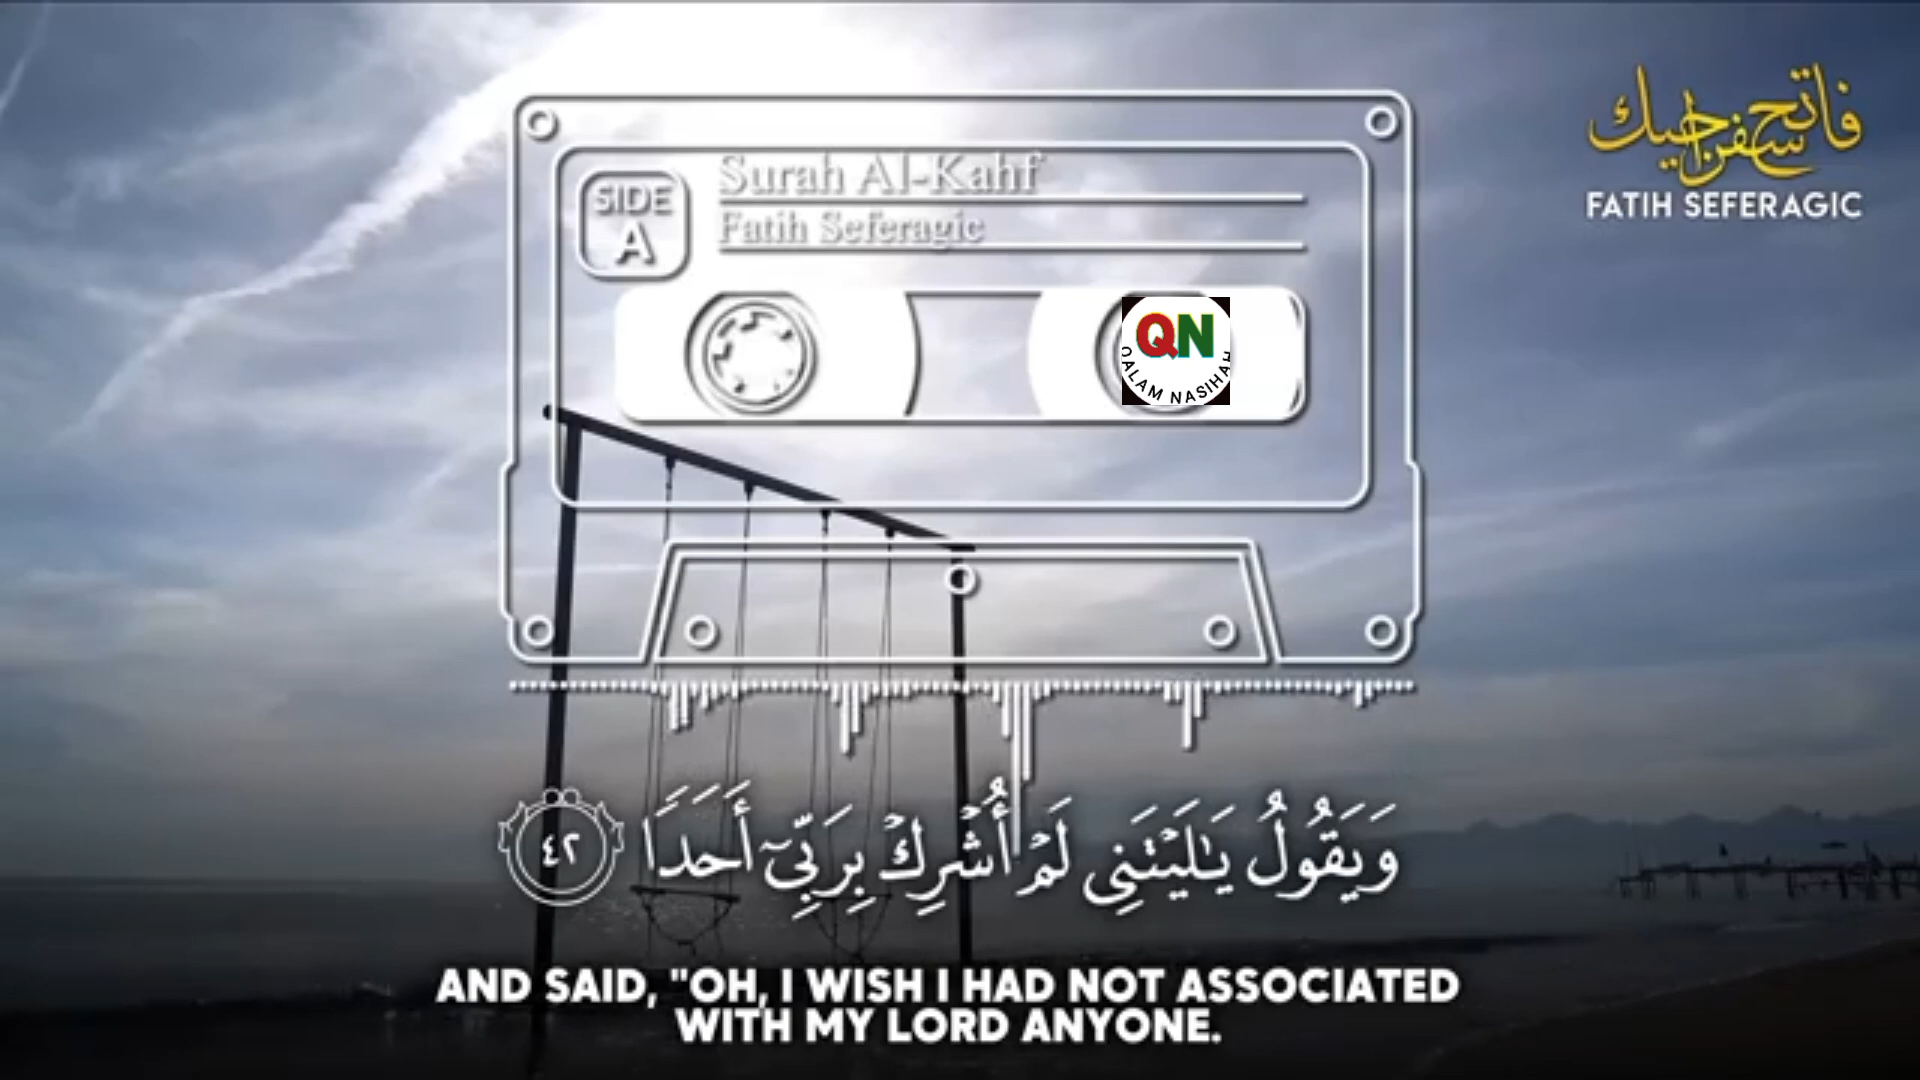 فاتح سفراجيك
FATIH SEFERAGIC
SIDE
A
Surah Al-Kahf
Fatih Seferagic
QN
QALAM NASIHAH
وَيَقُولُ يَـٰلَيْتَنِى لَمْ أُشْرِكْ بِرَبِّىٓ أَحَدًا ٤٢
AND SAID, "OH, I WISH I HAD NOT ASSOCIATED
WITH MY LORD ANYONE.